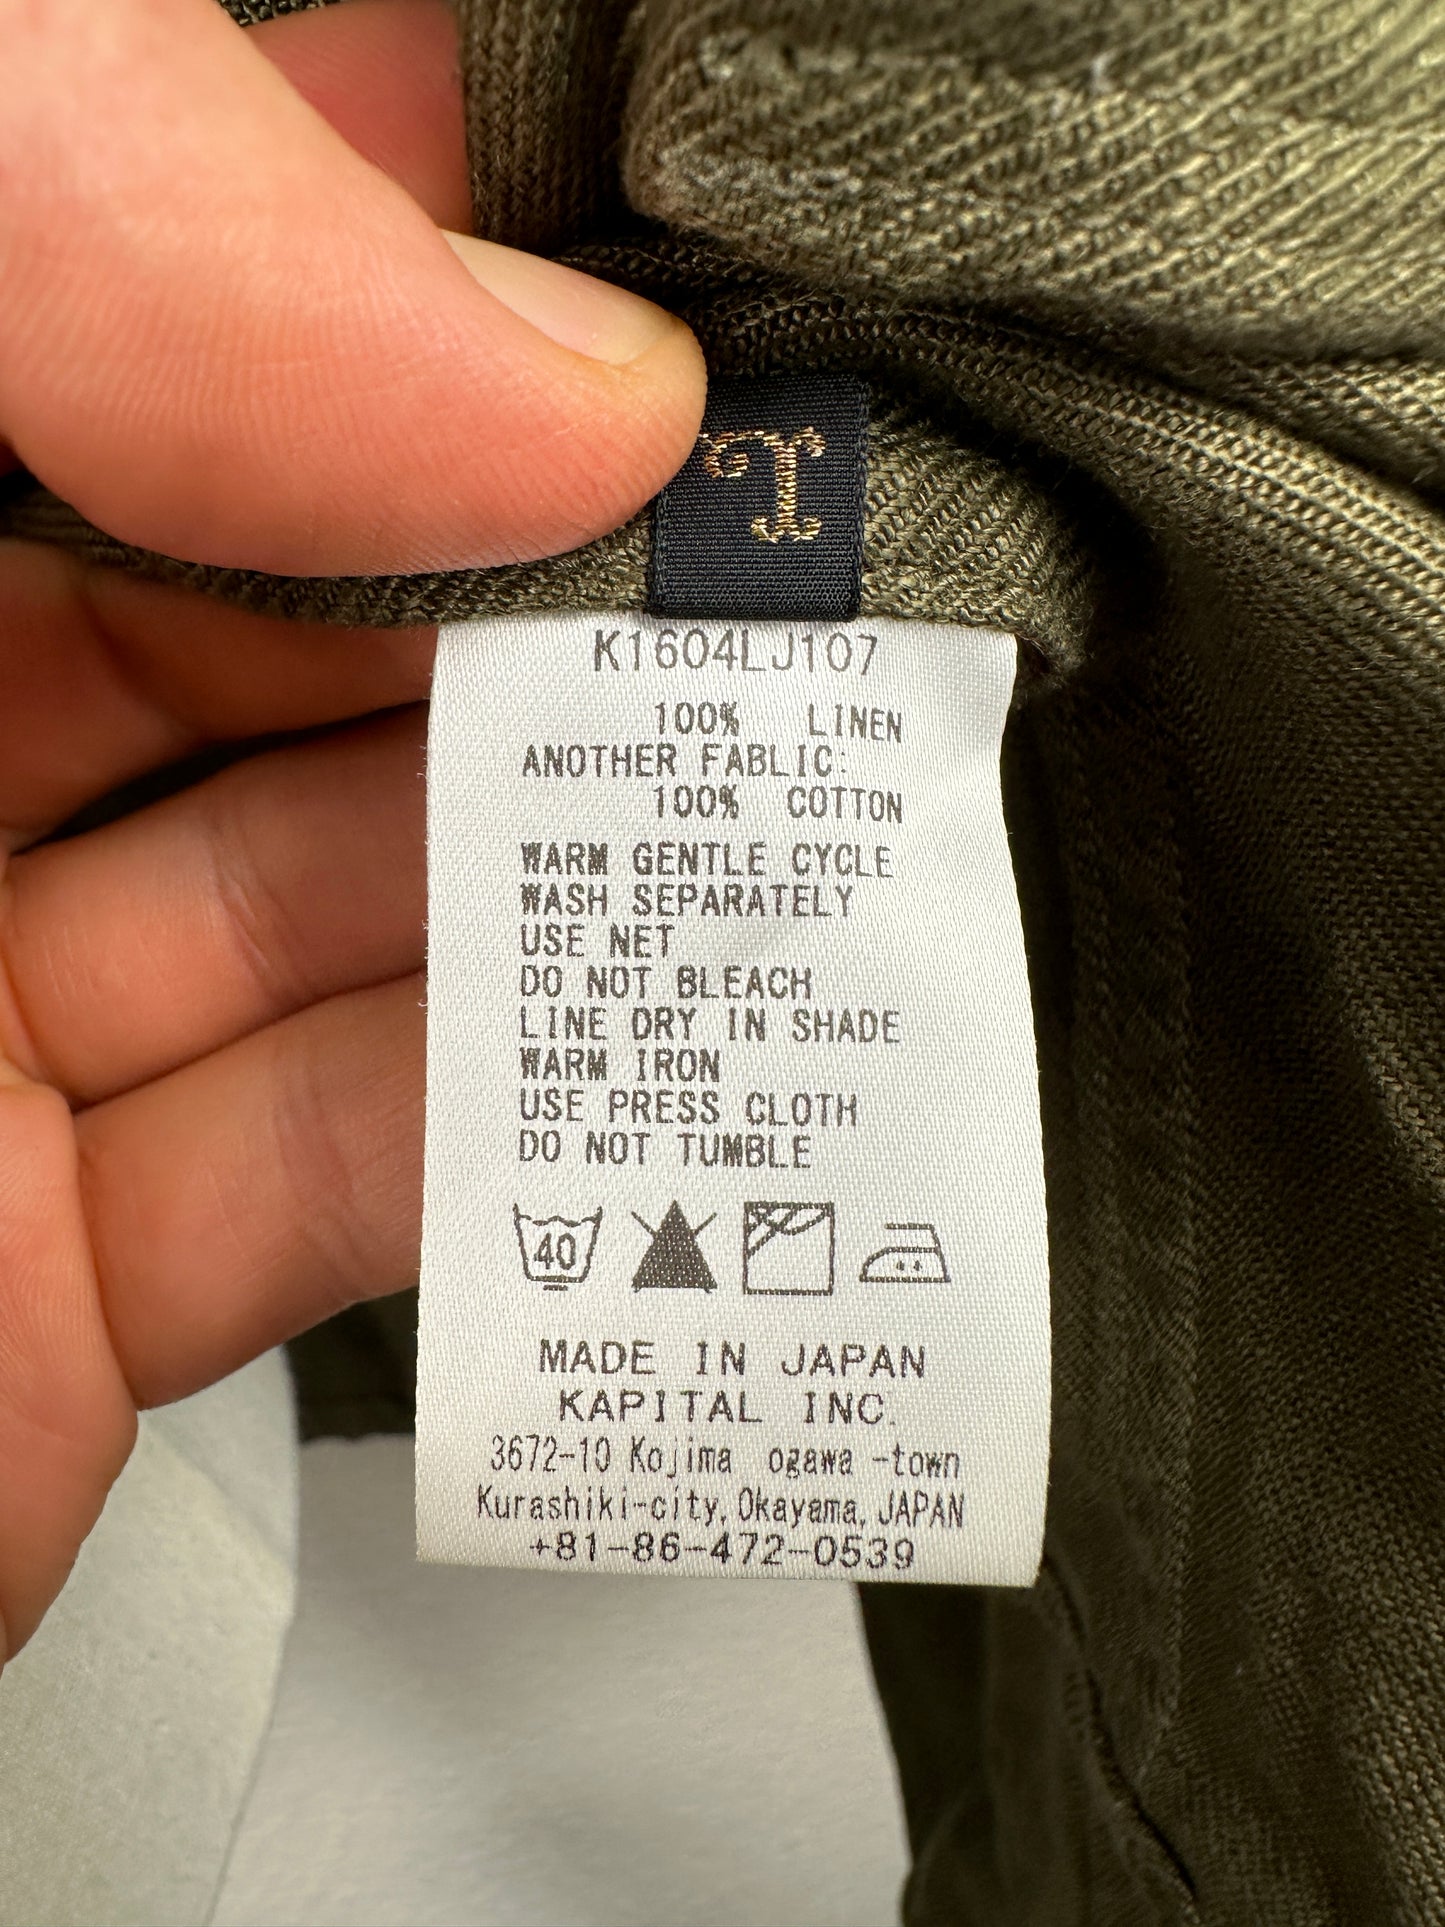 L
K1604LJ107
100% LINEN
ANOTHER FABLIC:
100% COTTON
WARM GENTLE CYCLE
WASH SEPARATELY
USE NET
DO NOT BLEACH
LINE DRY IN SHADE
WARM IRON
USE PRESS CLOTH
DO NOT TUMBLE
40
MADE IN JAPAN
KAPITAL INC.
3672-10 Kojima ogawa -town
Kurashiki-city, Okayama, JAPAN
+81-86-472-0539